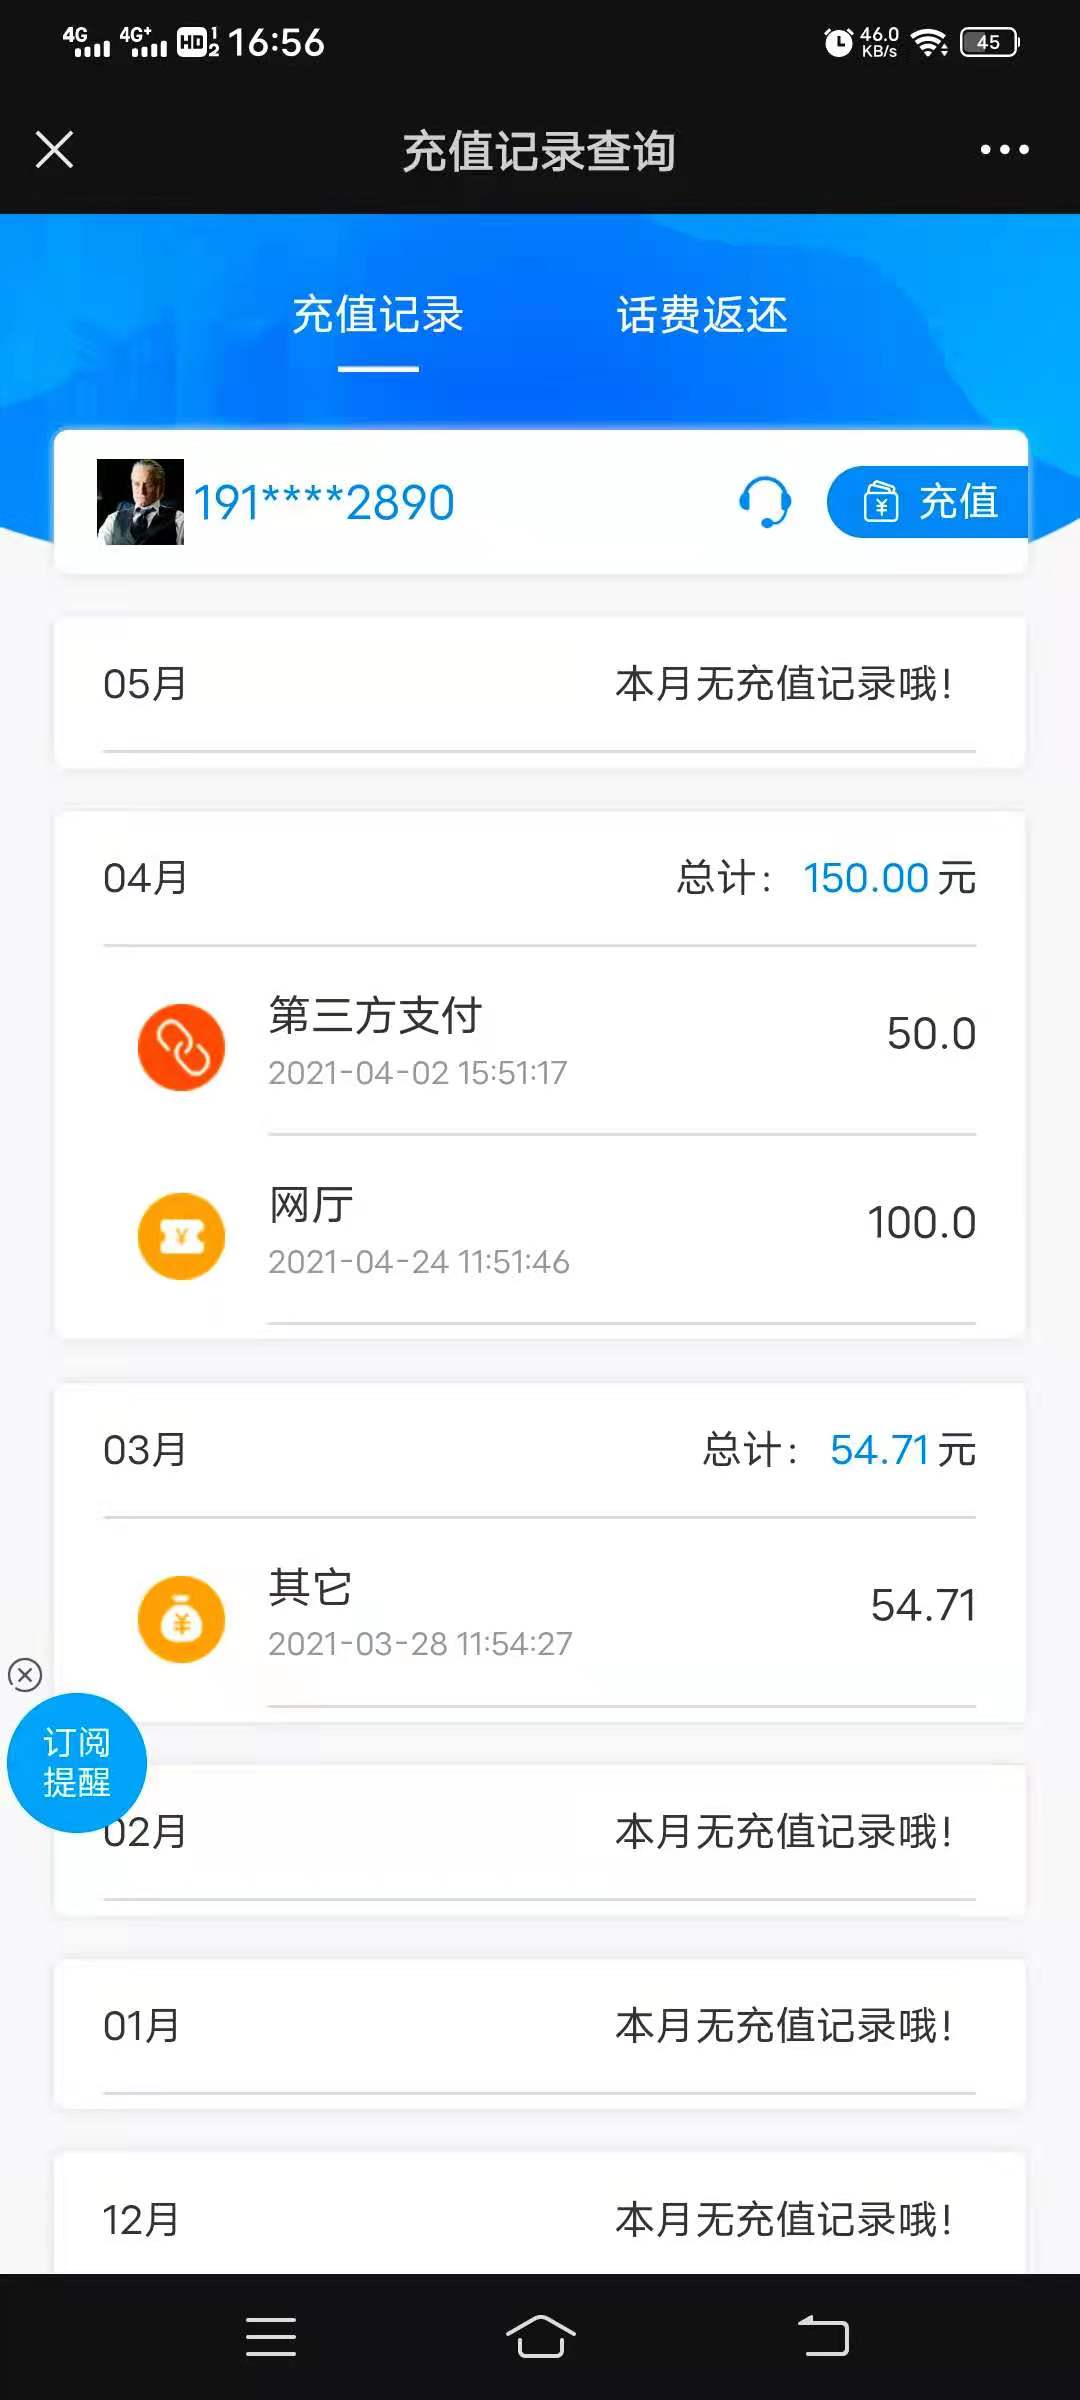 4G 4G+ HD 1 2 16:56 46.0 KB/s 45
充值记录查询
充值记录 话费返还
191****2890 充值
05月 本月无充值记录哦!
04月 总计: 150.00元
第三方支付 50.0
2021-04-02 15:51:17
网厅 100.0
2021-04-24 11:51:46
03月 总计: 54.71元
其它 54.71
2021-03-28 11:54:27
订阅
提醒
02月 本月无充值记录哦!
01月 本月无充值记录哦!
12月 本月无充值记录哦!